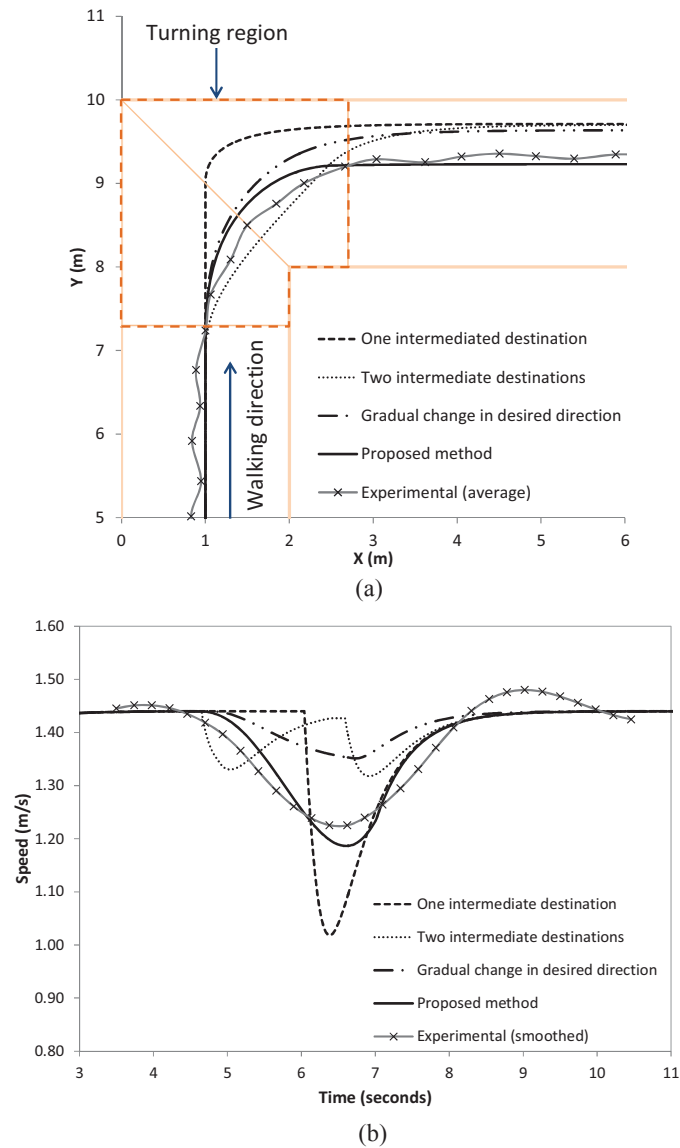 Turning region
11
10
9
8
7
6
5
Y (m)
One intermediated destination
Two intermediate destinations
Gradual change in desired direction
Proposed method
Experimental (average)
Walking direction
0
1
2
3
4
5
6
X (m)
(a)
1.60
1.50
1.40
1.30
1.20
1.10
1.00
0.90
0.80
Speed (m/s)
One intermediate destination
Two intermediate destinations
Gradual change in desired direction
Proposed method
Experimental (smoothed)
3
4
5
6
7
8
9
10
11
Time (seconds)
(b)